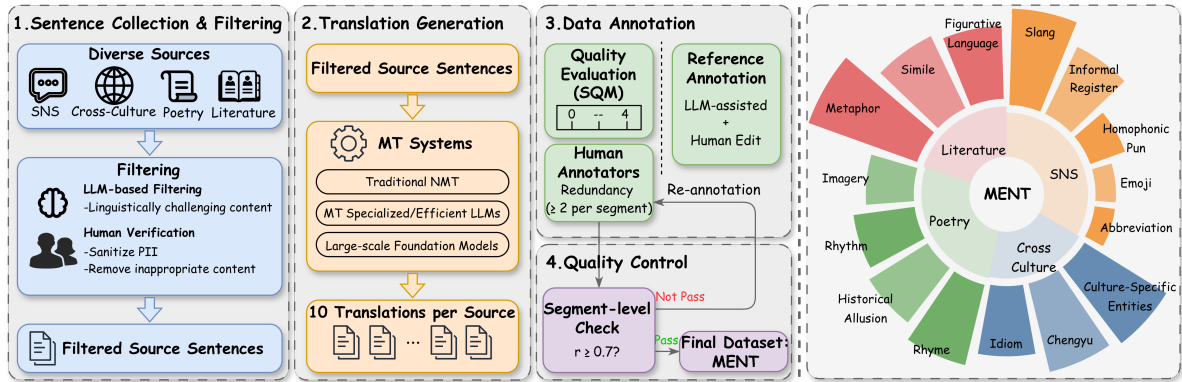 1.Sentence Collection & Filtering
Diverse Sources
SNS Cross-Culture Poetry Literature
Filtering
LLM-based Filtering
-Linguistically challenging content
Human Verification
-Sanitize PII
-Remove inappropriate content
Filtered Source Sentences
2.Translation Generation
Filtered Source Sentences
MT Systems
Traditional NMT
MT Specialized/Efficient LLMs
Large-scale Foundation Models
10 Translations per Source
...
3.Data Annotation
Quality
Evaluation
(SQM)
0 -- 4
Human
Annotators
Redundancy
(≥ 2 per segment)
Reference
Annotation
LLM-assisted
+
Human Edit
Re-annotation
4.Quality Control
Segment-level
Check
r ≥ 0.7?
Not Pass
Pass
Final Dataset:
MENT
MENT
Literature
SNS
Cross
Culture
Poetry
Metaphor
Simile
Figurative
Language
Slang
Informal
Register
Homophonic
Pun
Emoji
Abbreviation
Culture-Specific
Entities
Chengyu
Idiom
Rhyme
Historical
Allusion
Rhythm
Imagery